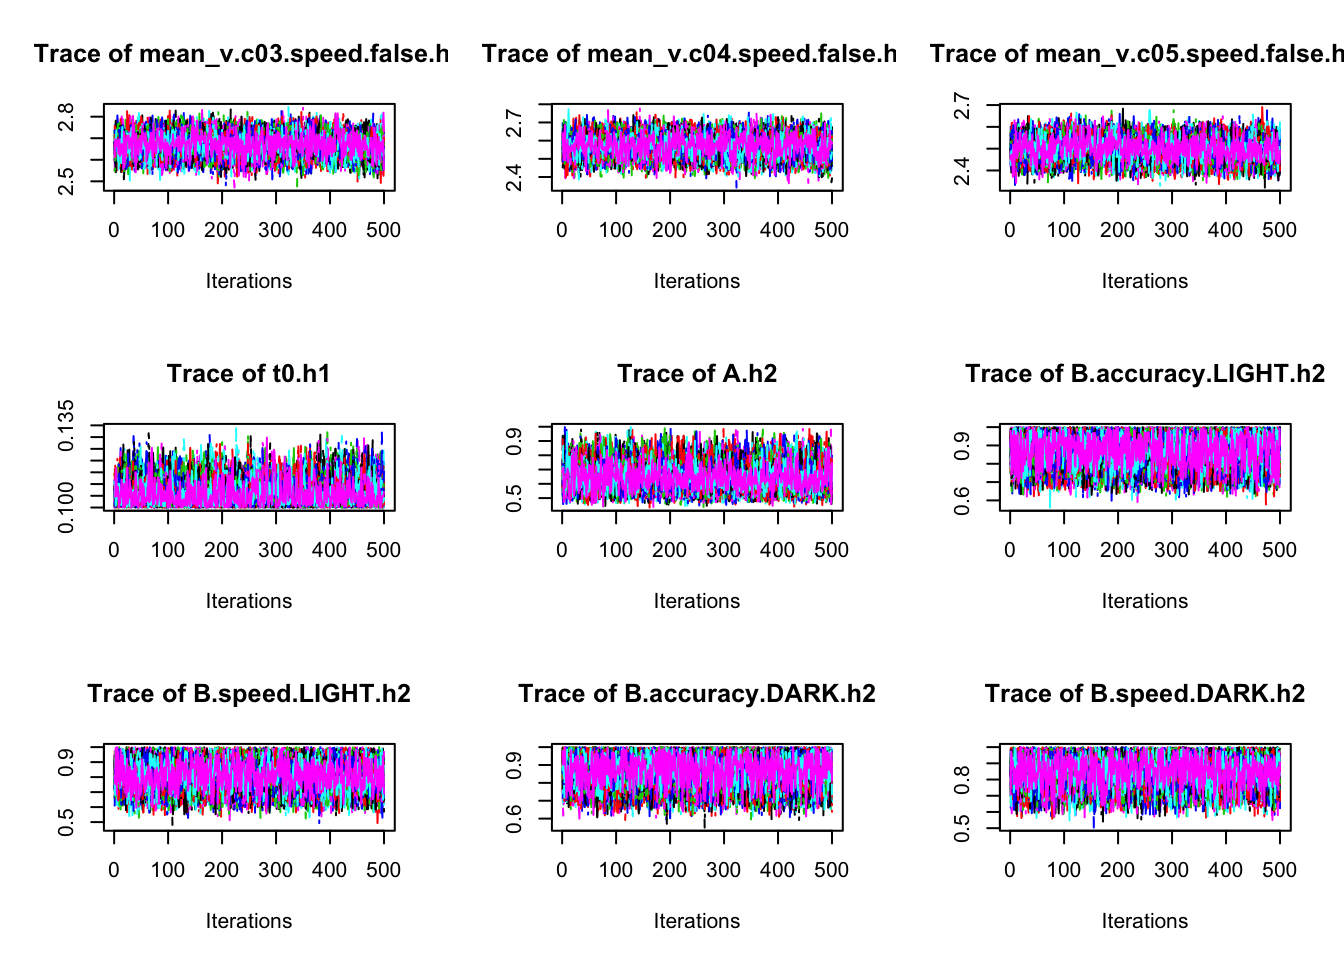 Trace of mean_v.c03.speed.false.h
Trace of mean_v.c04.speed.false.h
Trace of mean_v.c05.speed.false.h
2.5 2.8
2.4 2.7
2.4 2.7
0 100 200 300 400 500
0 100 200 300 400 500
0 100 200 300 400 500
Iterations
Iterations
Iterations
Trace of t0.h1
Trace of A.h2
Trace of B.accuracy.LIGHT.h2
0.100 0.135
0.5 0.9
0.6 0.9
0 100 200 300 400 500
0 100 200 300 400 500
0 100 200 300 400 500
Iterations
Iterations
Iterations
Trace of B.speed.LIGHT.h2
Trace of B.accuracy.DARK.h2
Trace of B.speed.DARK.h2
0.5 0.9
0.6 0.9
0.5 0.8
0 100 200 300 400 500
0 100 200 300 400 500
0 100 200 300 400 500
Iterations
Iterations
Iterations